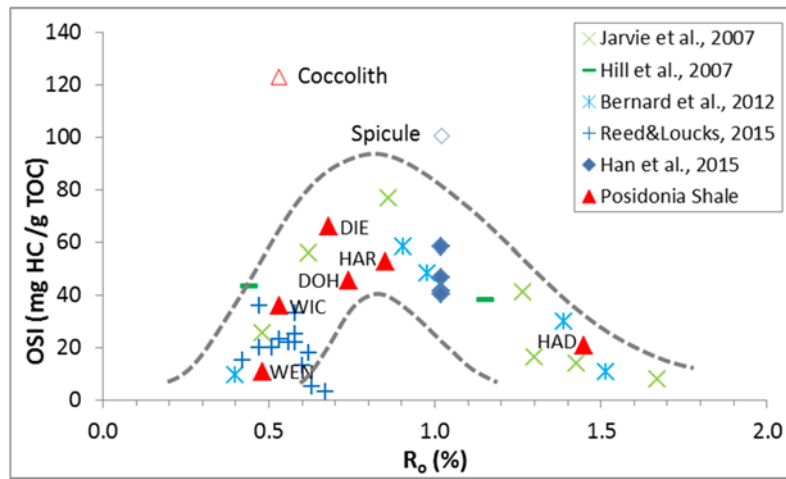 140
120
100
80
60
40
20
0
OSI (mg HC /g TOC)
Coccolith
Spicule
DIE
HAR
DOH
WIC
WEN
HAD
Jarvie et al., 2007
Hill et al., 2007
Bernard et al., 2012
Reed&Loucks, 2015
Han et al., 2015
Posidonia Shale
0.0 0.5 1.0 1.5 2.0
Ro (%)